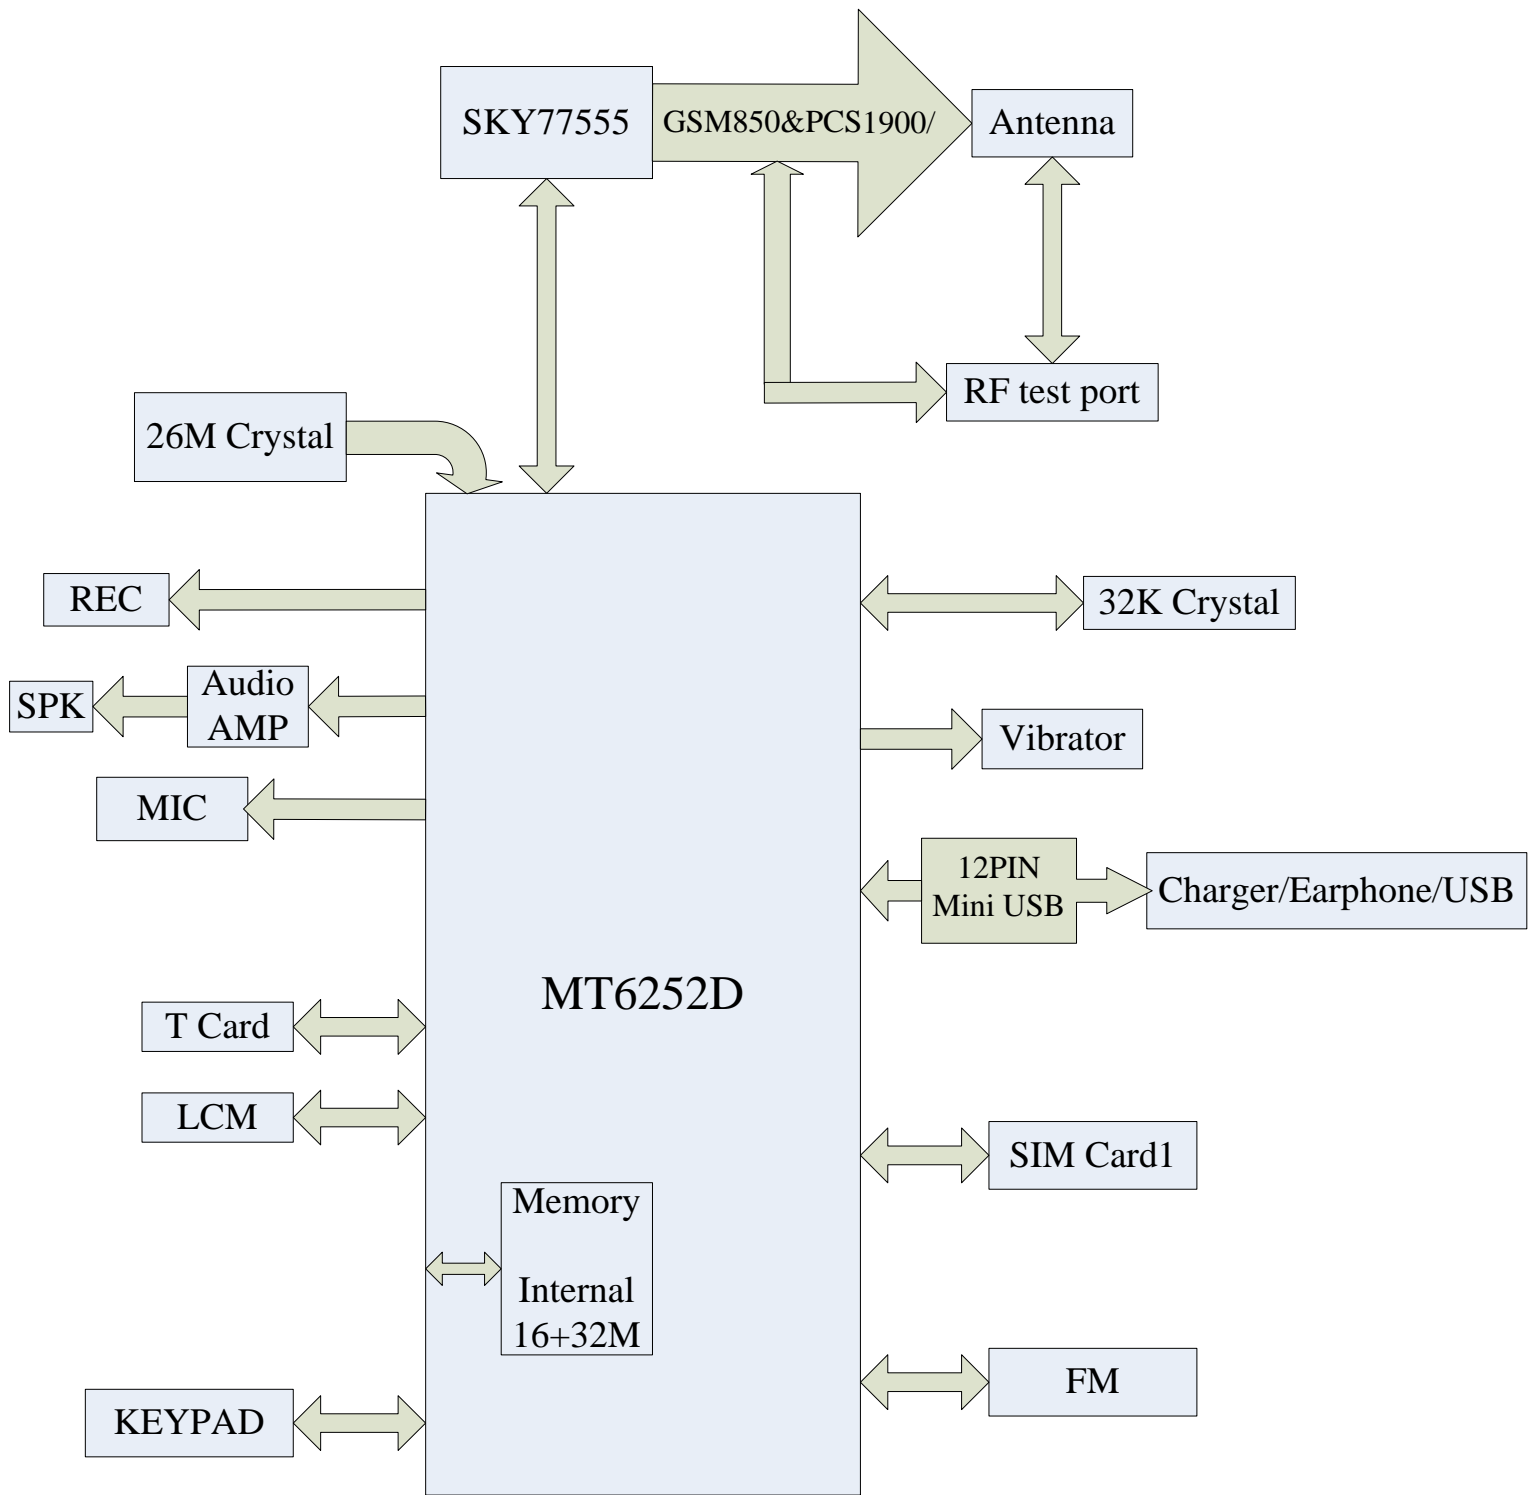 SKY77555
GSM850&PCS1900/
Antenna
RF test port
26M Crystal
REC
32K Crystal
SPK
Audio
AMP
Vibrator
MIC
12PIN
Mini USB
Charger/Earphone/USB
MT6252D
T Card
LCM
SIM Card1
Memory
Internal
16+32M
FM
KEYPAD